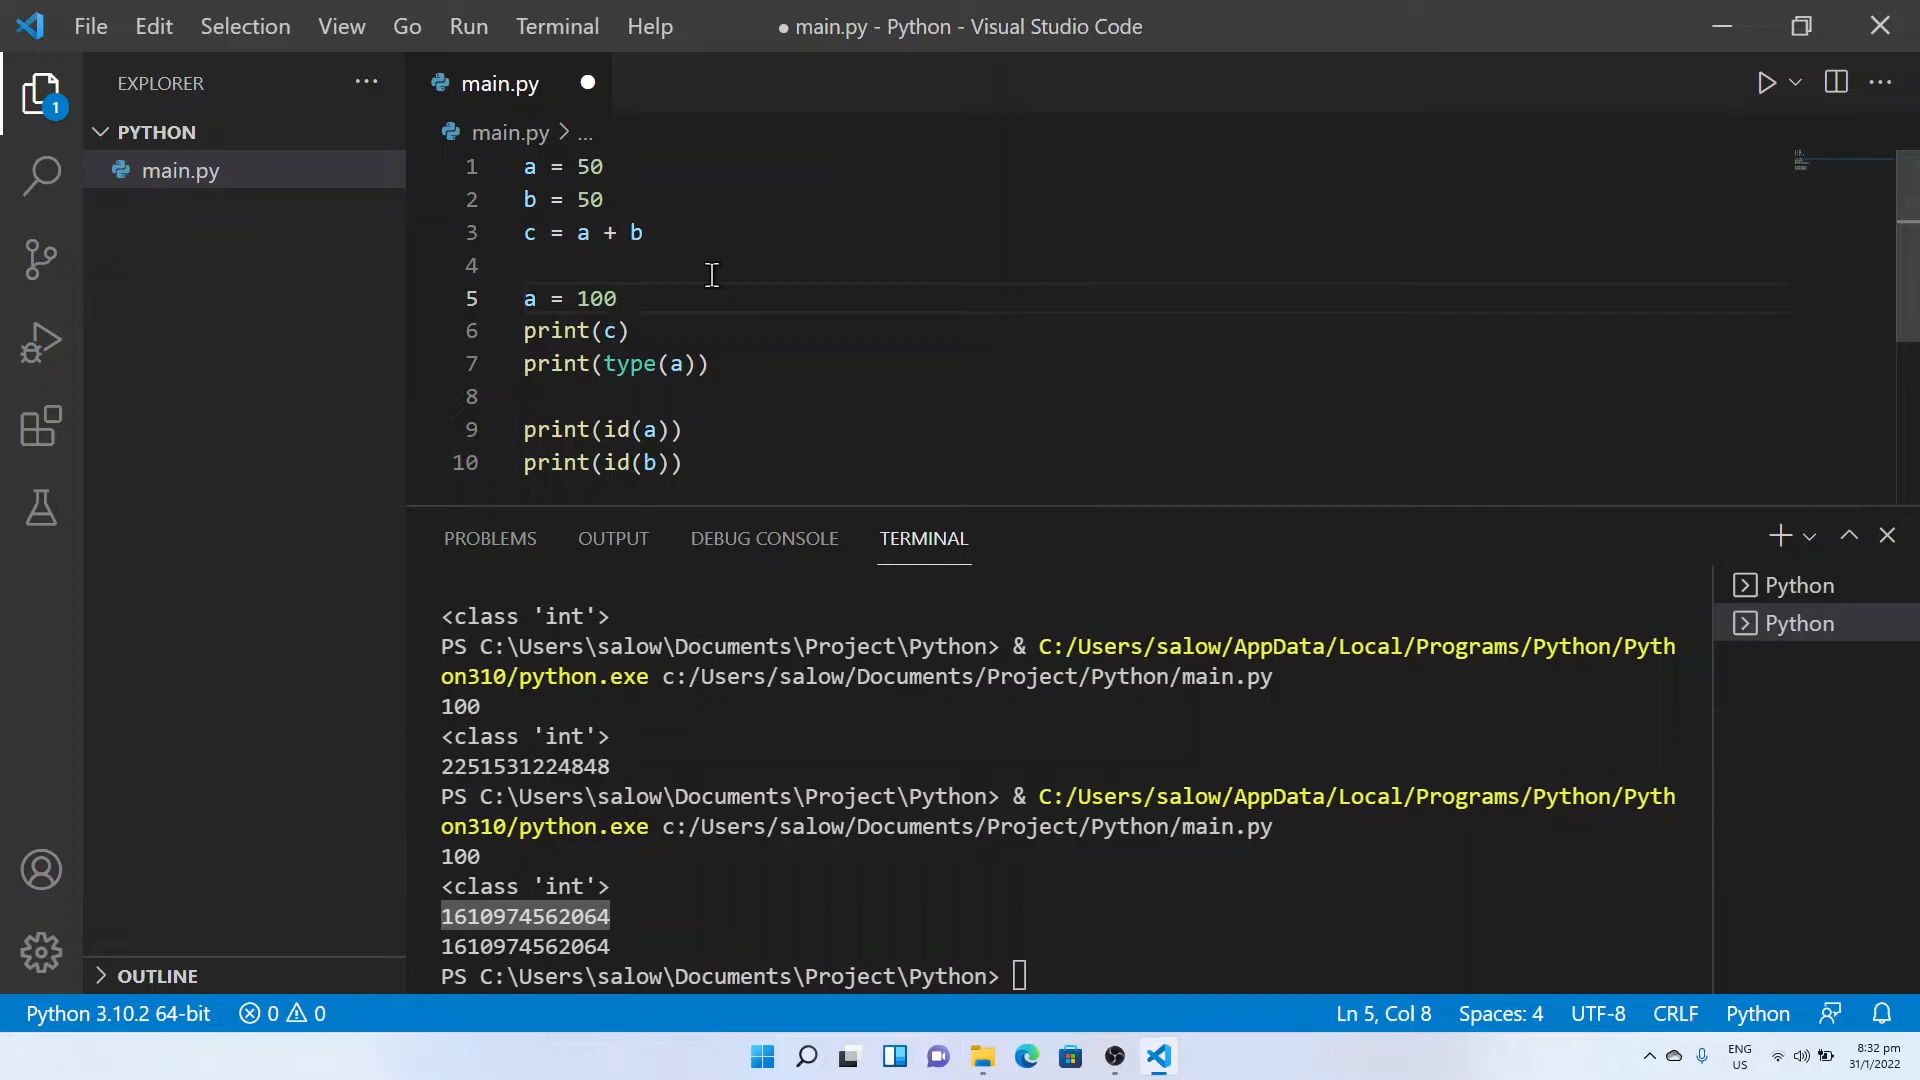 File Edit Selection View Go Run Terminal Help
● main.py - Python - Visual Studio Code
EXPLORER ...
PYTHON
main.py
1
main.py
main.py > ...
1 a = 50
2 b = 50
3 c = a + b
4
5 a = 100
6 print(c)
7 print(type(a))
8
9 print(id(a))
10 print(id(b))
PROBLEMS OUTPUT DEBUG CONSOLE TERMINAL
<class 'int'>
PS C:\Users\salow\Documents\Project\Python> & C:/Users/salow/AppData/Local/Programs/Python/Pyth
on310/python.exe c:/Users/salow/Documents/Project/Python/main.py
100
<class 'int'>
2251531224848
PS C:\Users\salow\Documents\Project\Python> & C:/Users/salow/AppData/Local/Programs/Python/Pyth
on310/python.exe c:/Users/salow/Documents/Project/Python/main.py
100
<class 'int'>
1610974562064
1610974562064
PS C:\Users\salow\Documents\Project\Python>
Python
Python
OUTLINE
Python 3.10.2 64-bit 0 0 Ln 5, Col 8 Spaces: 4 UTF-8 CRLF Python
ENG
US
8:32 pm
31/1/2022